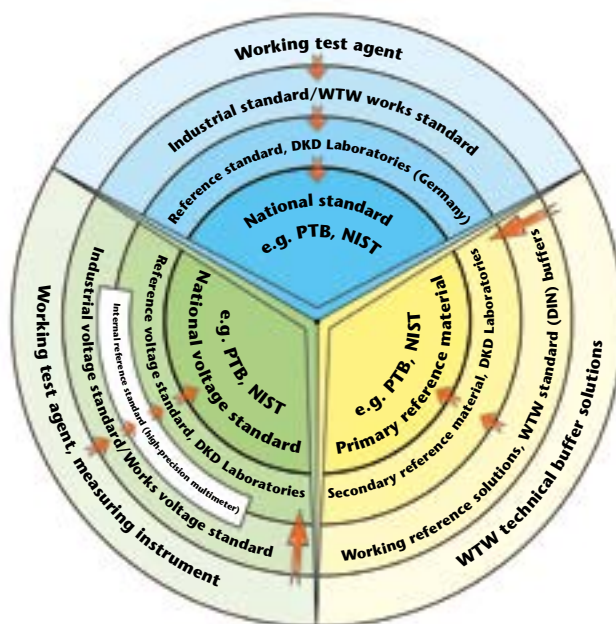 Working test agent
Industrial standard/WTW works standard
Reference standard, DKD Laboratories (Germany)
National standard
e.g. PTB, NIST
Working test agent, measuring instrument
Industrial voltage standard/Works voltage standard
Internal reference standard (high-precision multimeter)
Reference voltage standard, DKD Laboratories
National voltage standard
e.g. PTB, NIST
e.g. PTB, NIST
Primary reference material
Secondary reference material, DKD Laboratories
Working reference solutions, WTW standard (DIN) buffers
WTW technical buffer solutions